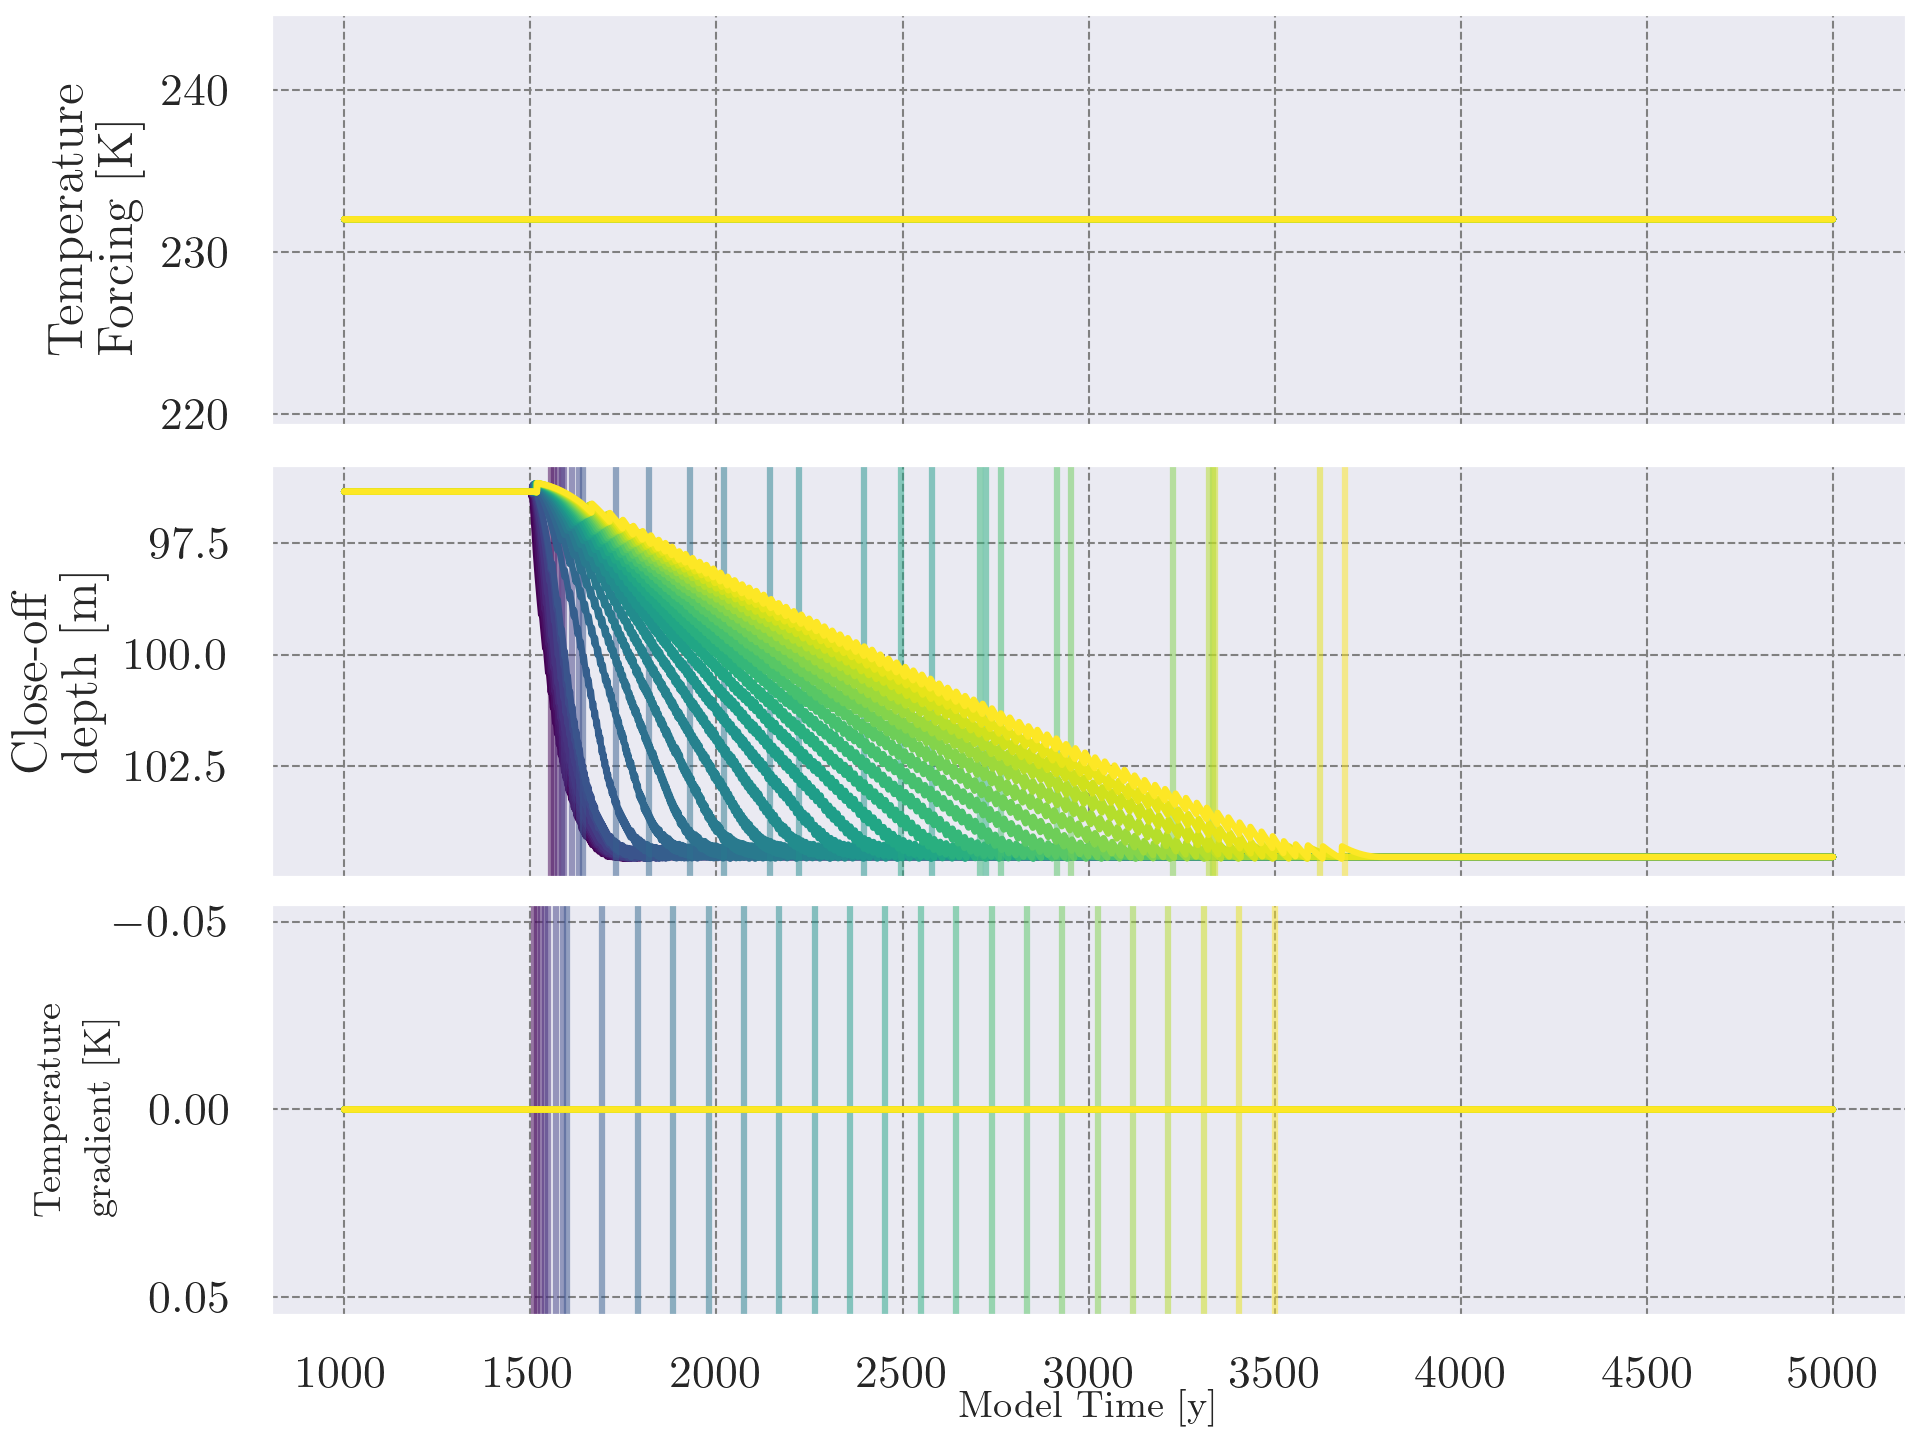 Temperature
Forcing [K]
240
230
220
Close-off
depth [m]
97.5
100.0
102.5
Temperature
gradient [K]
−0.05
0.00
0.05
1000 1500 2000 2500 3000 3500 4000 4500 5000
Model Time [y]